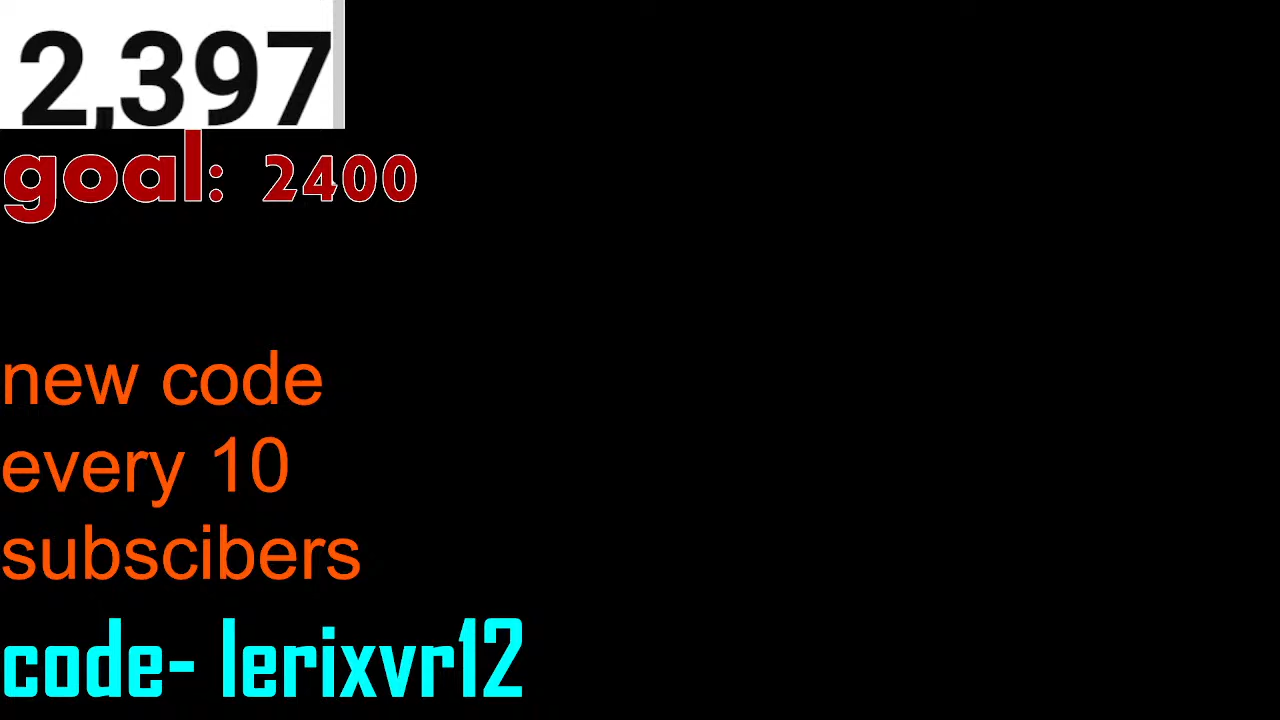 2,397
goal: 2400
new code
every 10
subscibers
code- lerixvr12